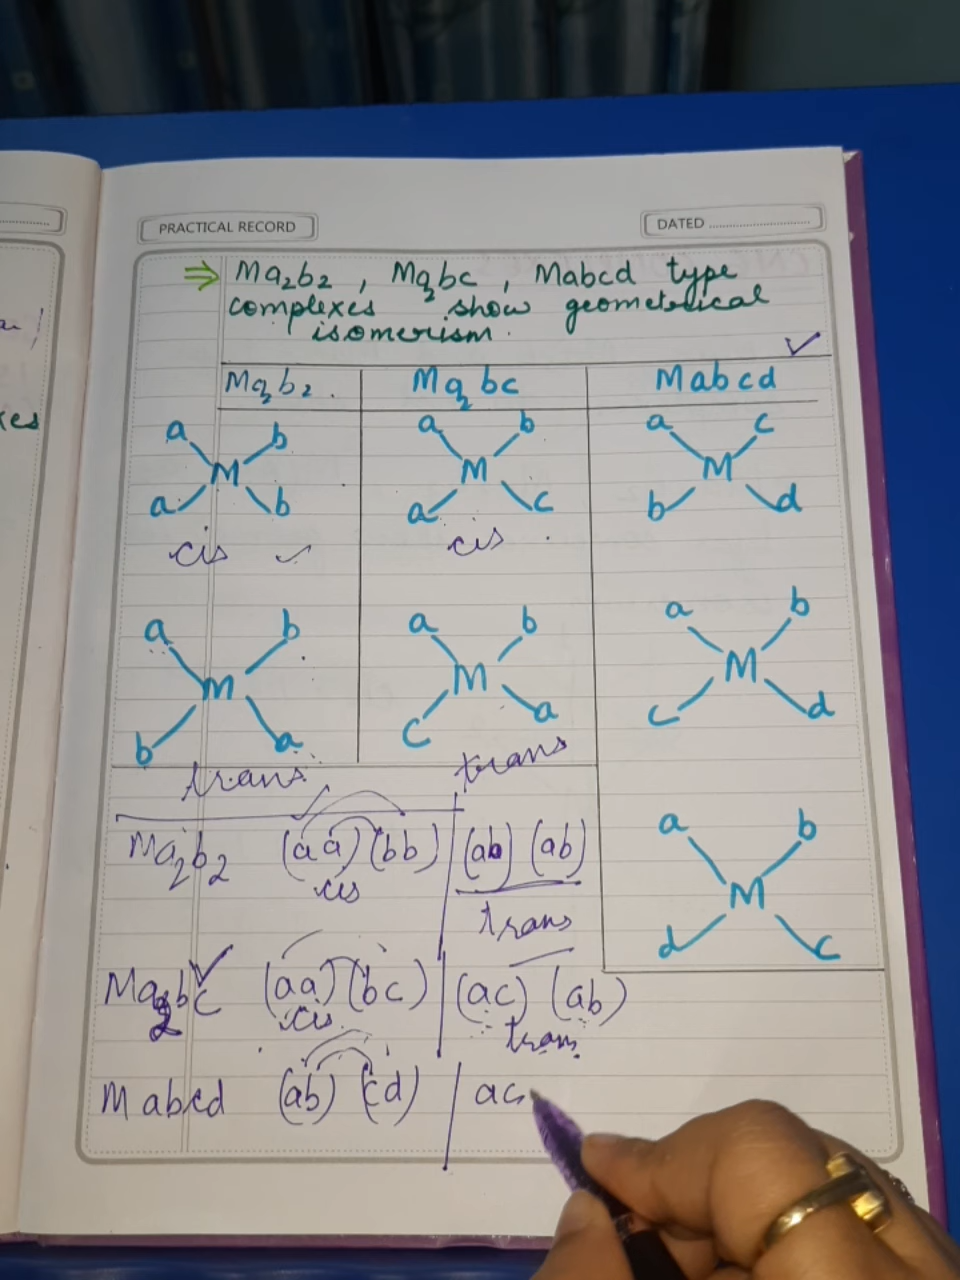 PRACTICAL RECORD
DATED
⇒ Ma₂b₂ , Ma₂bc , Mabcd type
complexes show geometrical
isomerism.
xes
Ma₂b₂. Ma₂bc Mabcd
a b a b a c
M M M
a b a c b d
cis cis
a b a b a b
M M M
b a c a c d
trans trans
Ma₂b₂ (aa) (bb) (ab) (ab)
cis trans
a b
M
d c
Ma₂bc (aa) (bc) (ac) (ab)
cis trans
Mabcd (ab) (cd) ac